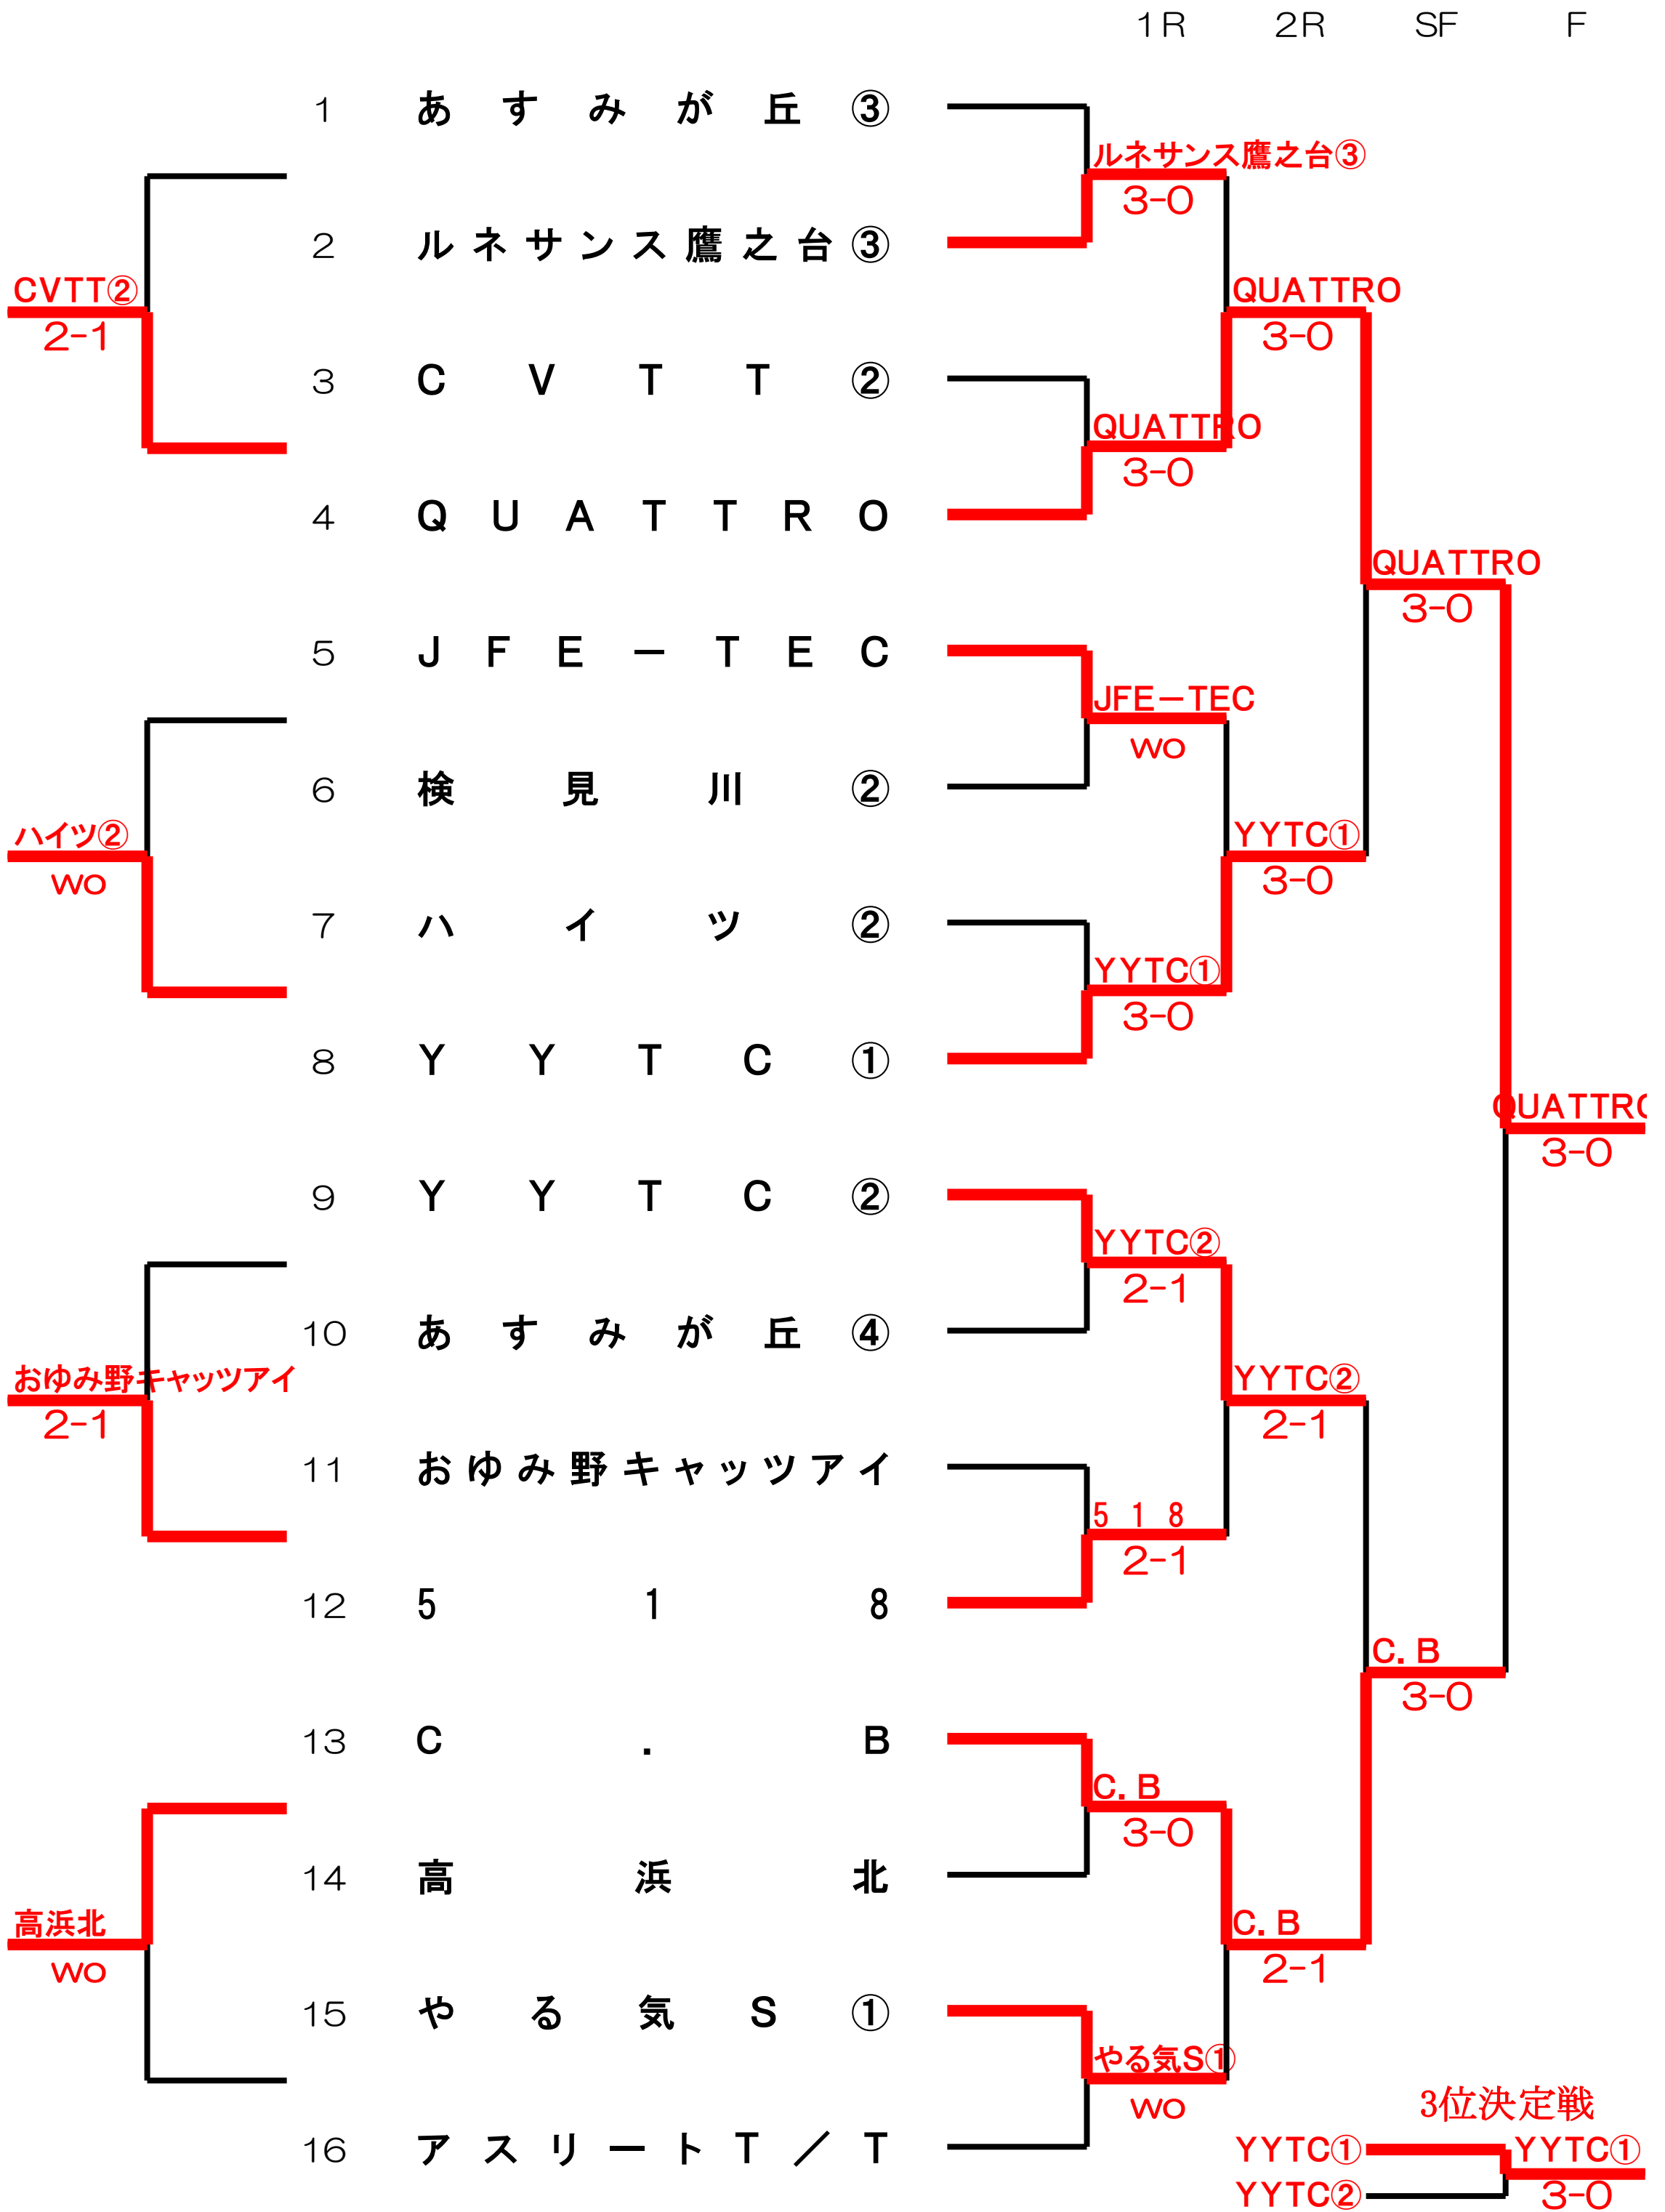 1R 2R SF F
1 あすみが丘③
ルネサンス鷹之台③
3-0
2 ルネサンス鷹之台③
CVTT② QUATTRO
2-1 3-0
3 CVTT②
QUATTRO
3-0
4 QUATTRO
QUATTRO
3-0
5 JFE－TEC
JFE－TEC
wo
6 検見川②
ハイツ② YYTC①
wo 3-0
7 ハイツ②
YYTC①
3-0
8 YYTC①
QUATTRO
3-0
9 YYTC②
YYTC②
2-1
10 あすみが丘④
おゆみ野キャッツアイ YYTC②
2-1 2-1
11 おゆみ野キャッツアイ
518
2-1
12 518
C.B
3-0
13 C.B
C.B
3-0
14 高浜北
高浜北 C.B
wo 2-1
15 やる気S①
やる気S①
wo
3位決定戦
16 アスリートT／T
YYTC① YYTC①
YYTC② 3-0